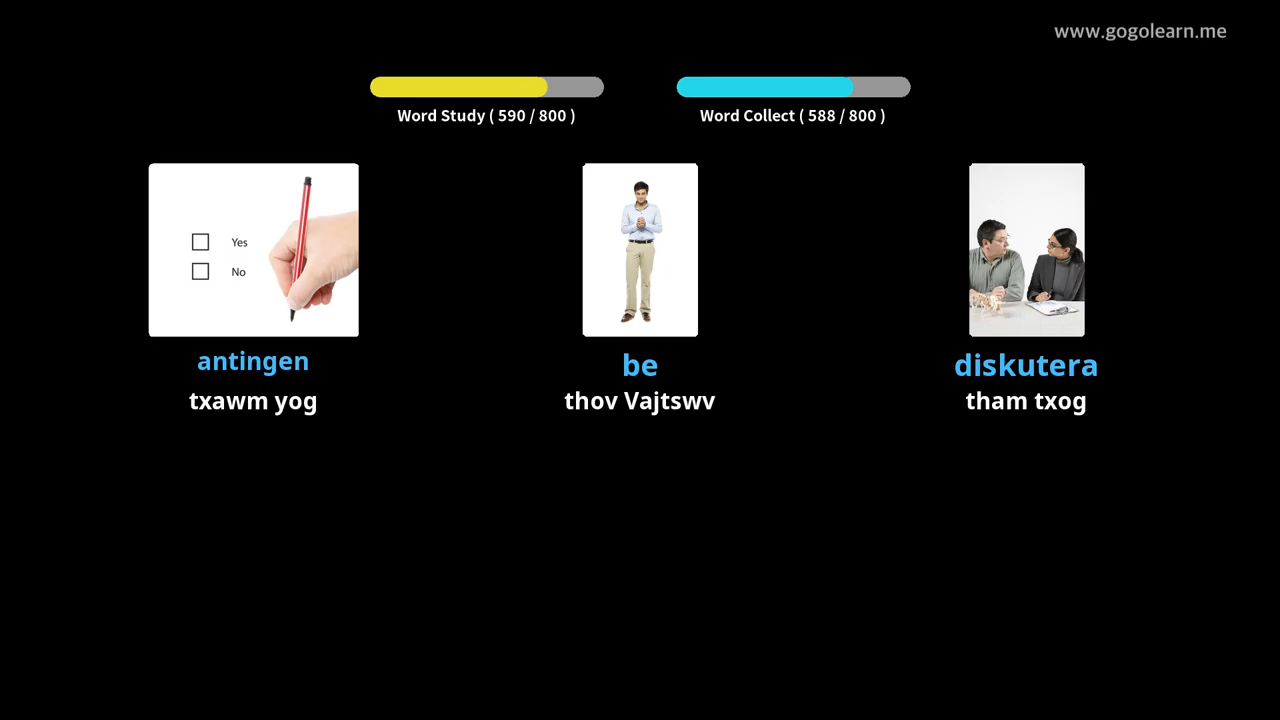 www.gogolearn.me
Word Study ( 590 / 800 )
Word Collect ( 588 / 800 )
Yes
No
antingen
txawm yog
be
thov Vajtswv
diskutera
tham txog